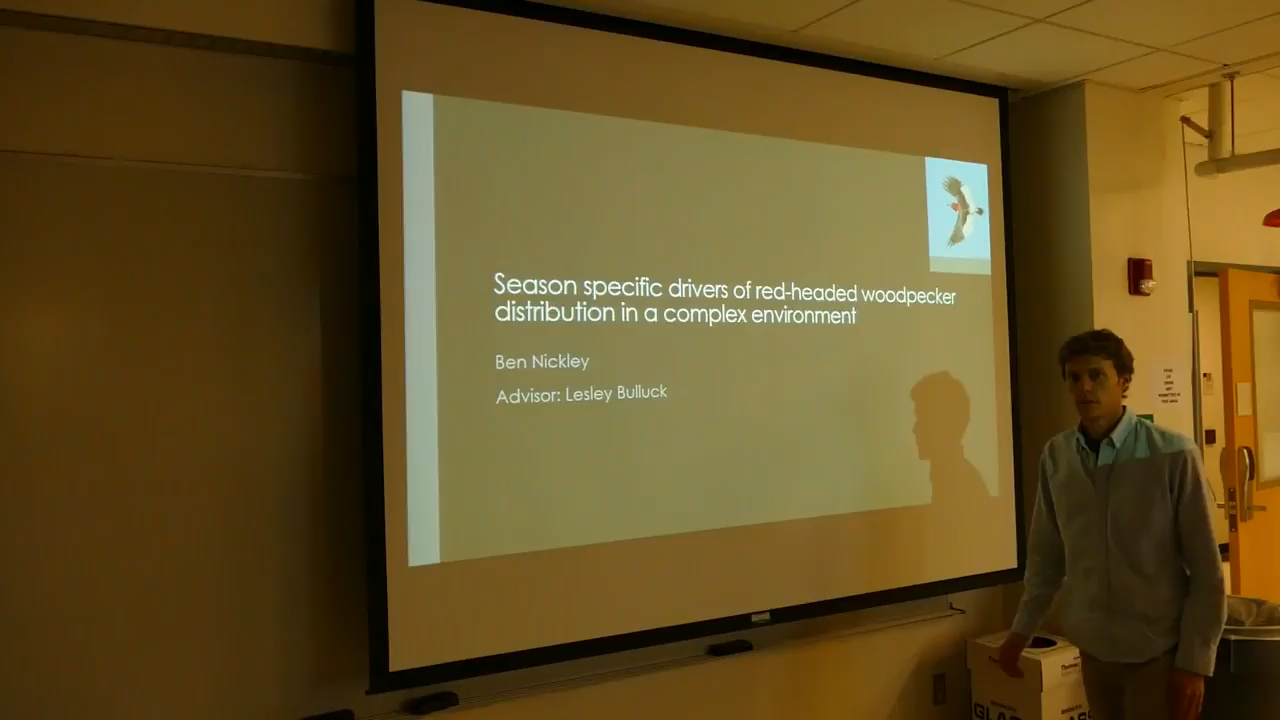 Season specific drivers of red-headed woodpecker
distribution in a complex environment
Ben Nickley
Advisor: Lesley Bulluck